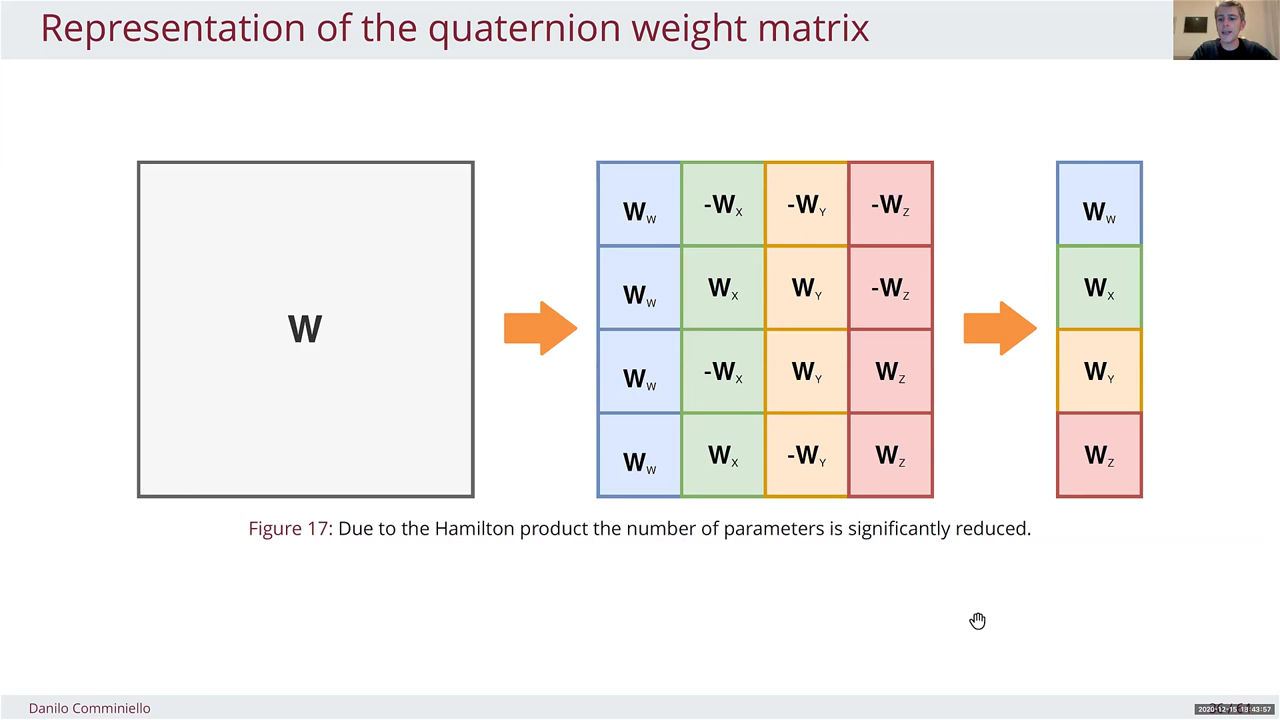 Representation of the quaternion weight matrix
W
W_W -W_X -W_Y -W_Z
W_W W_X W_Y -W_Z
W_W -W_X W_Y W_Z
W_W W_X -W_Y W_Z
W_W
W_X
W_Y
W_Z
Figure 17: Due to the Hamilton product the number of parameters is significantly reduced.
Danilo Comminiello
2020-12-15 13:43:57